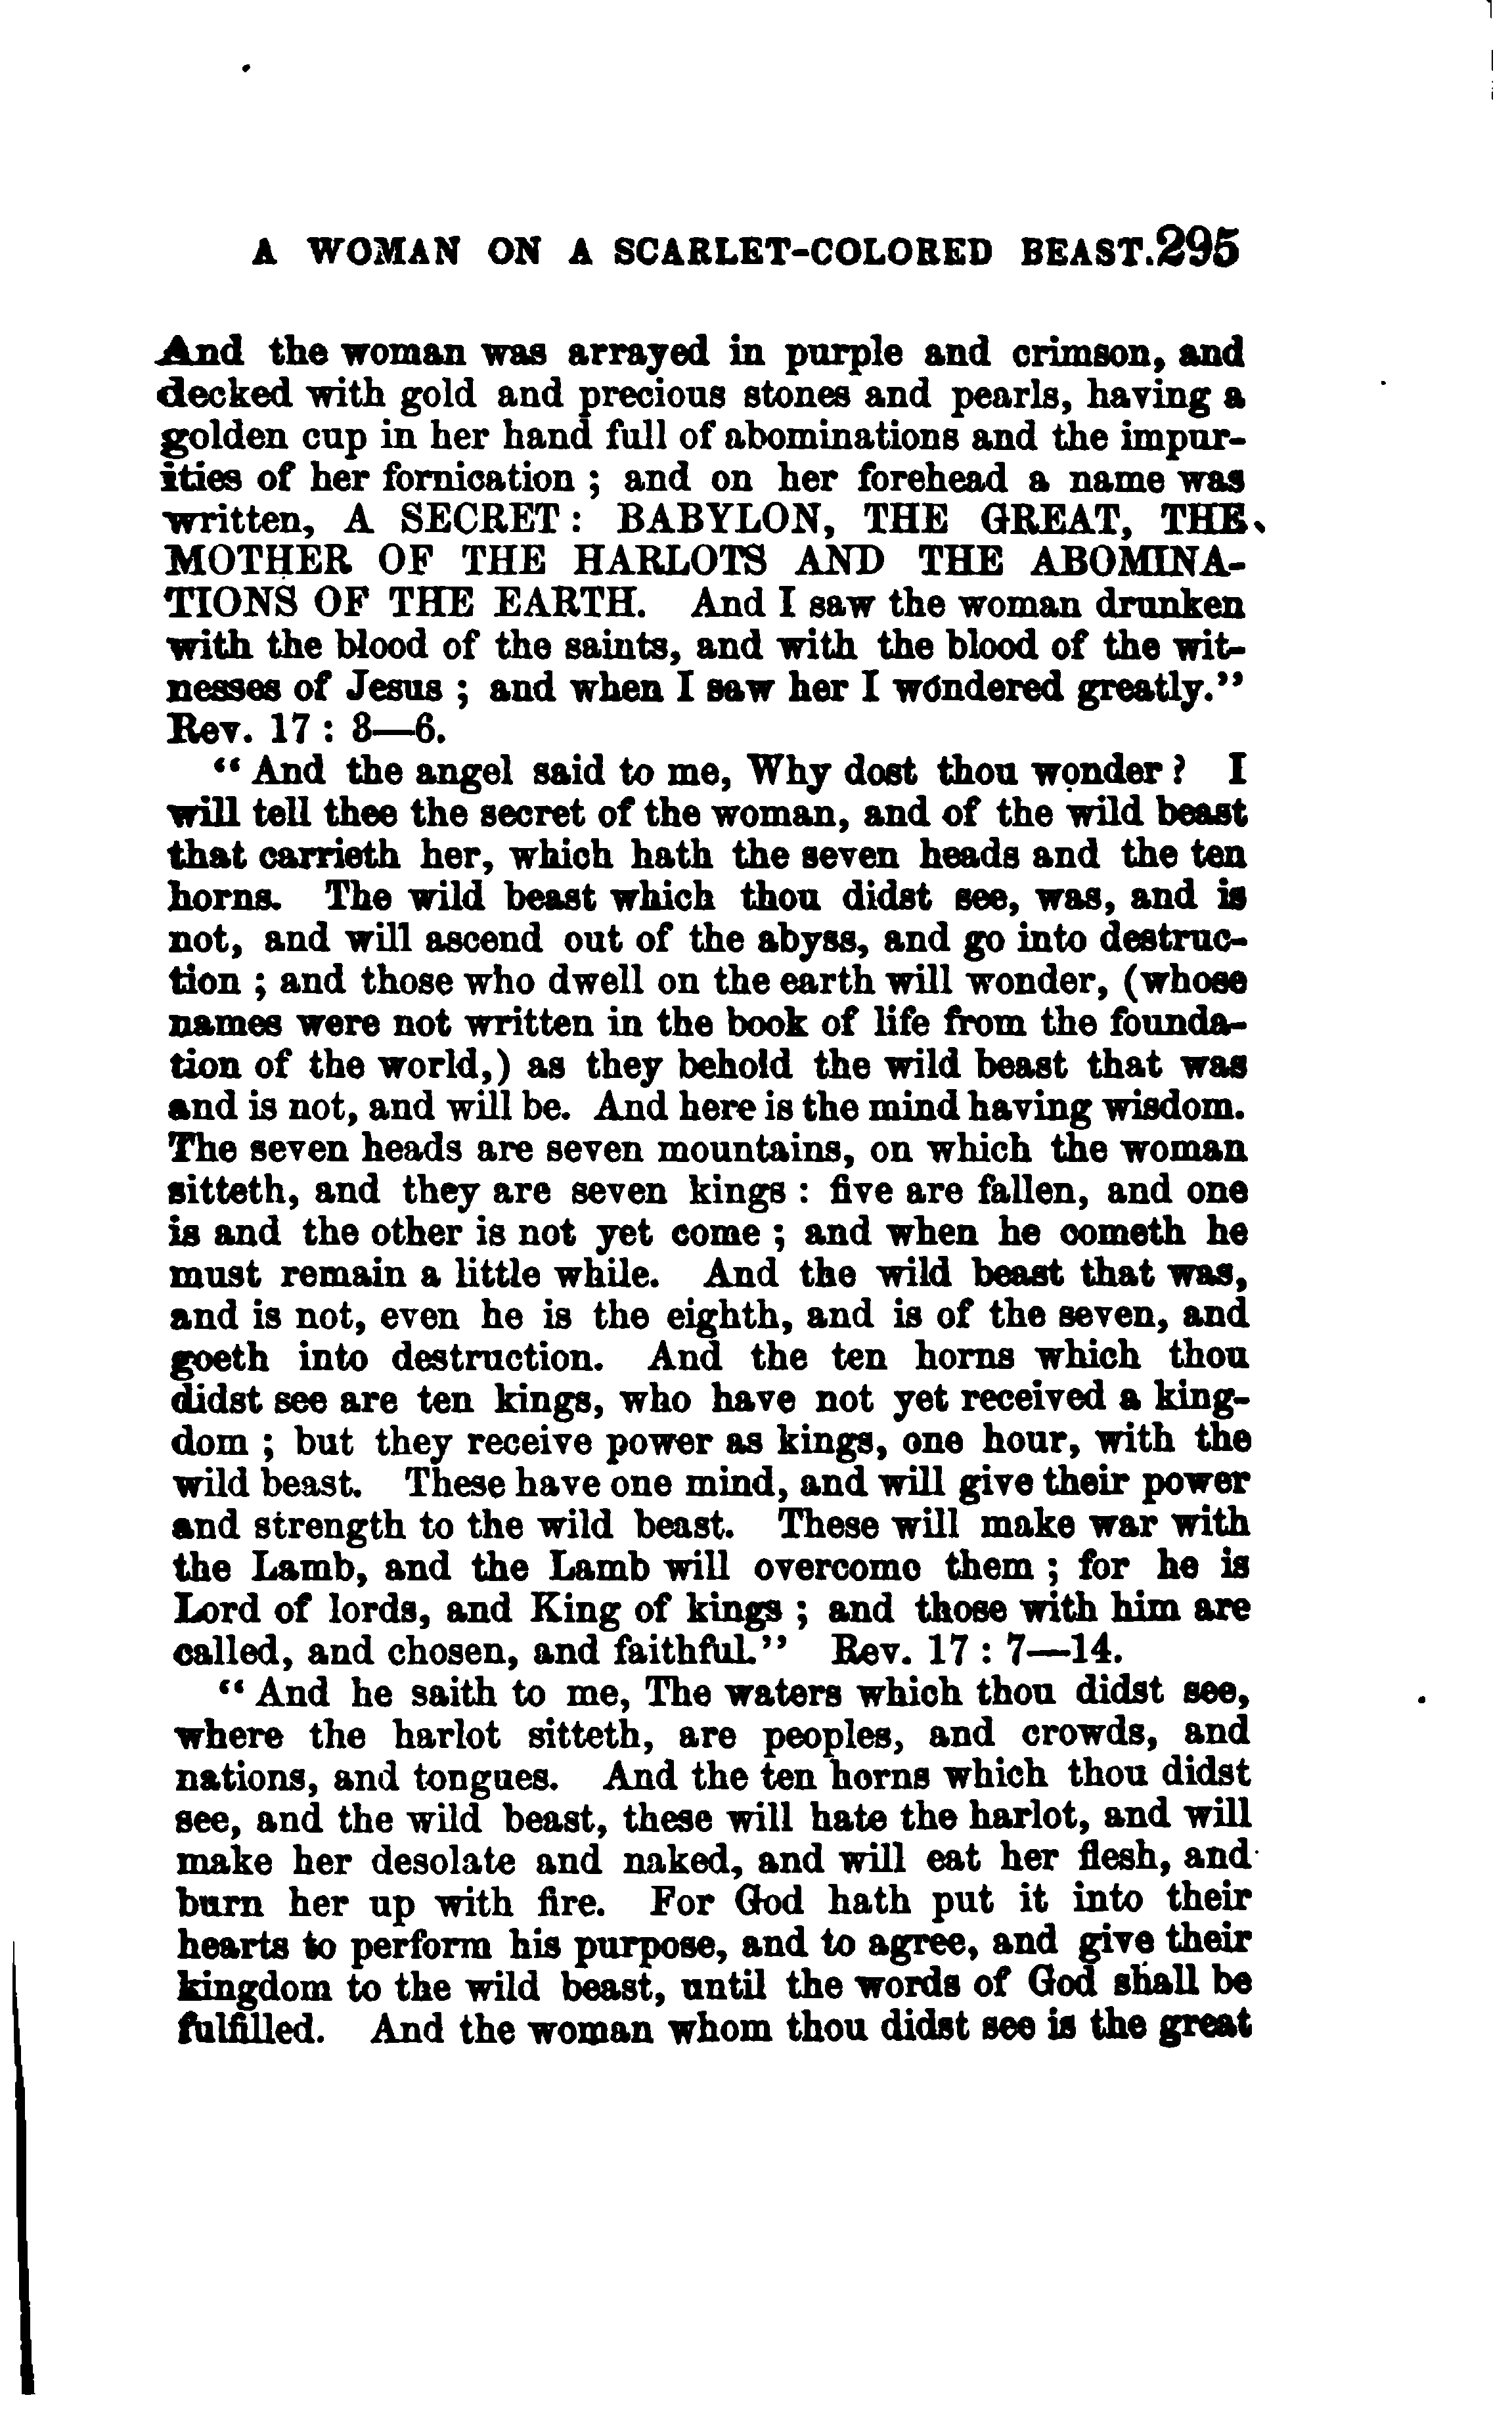 A WOMAN ON A SCARLET-COLORED BEAST. 295
And the woman was arrayed in purple and crimson, and
decked with gold and precious stones and pearls, having a
golden cup in her hand full of abominations and the impur-
ities of her fornication ; and on her forehead a name was
written, A SECRET: BABYLON, THE GREAT, THE
MOTHER OF THE HARLOTS AND THE ABOMINA-
TIONS OF THE EARTH. And I saw the woman drunken
with the blood of the saints, and with the blood of the wit-
nesses of Jesus ; and when I saw her I wondered greatly.”
Rev. 17 : 3—6.
“ And the angel said to me, Why dost thou wonder ? I
will tell thee the secret of the woman, and of the wild beast
that carrieth her, which hath the seven heads and the ten
horns. The wild beast which thou didst see, was, and is
not, and will ascend out of the abyss, and go into destruc-
tion ; and those who dwell on the earth will wonder, (whose
names were not written in the book of life from the founda-
tion of the world,) as they behold the wild beast that was
and is not, and will be. And here is the mind having wisdom.
The seven heads are seven mountains, on which the woman
sitteth, and they are seven kings : five are fallen, and one
is and the other is not yet come ; and when he cometh he
must remain a little while. And the wild beast that was,
and is not, even he is the eighth, and is of the seven, and
goeth into destruction. And the ten horns which thou
didst see are ten kings, who have not yet received a king-
dom ; but they receive power as kings, one hour, with the
wild beast. These have one mind, and will give their power
and strength to the wild beast. These will make war with
the Lamb, and the Lamb will overcome them ; for he is
Lord of lords, and King of kings ; and those with him are
called, and chosen, and faithful.” Rev. 17 : 7—14.
“ And he saith to me, The waters which thou didst see,
where the harlot sitteth, are peoples, and crowds, and
nations, and tongues. And the ten horns which thou didst
see, and the wild beast, these will hate the harlot, and will
make her desolate and naked, and will eat her flesh, and
burn her up with fire. For God hath put it into their
hearts to perform his purpose, and to agree, and give their
kingdom to the wild beast, until the words of God shall be
fulfilled. And the woman whom thou didst see is the great